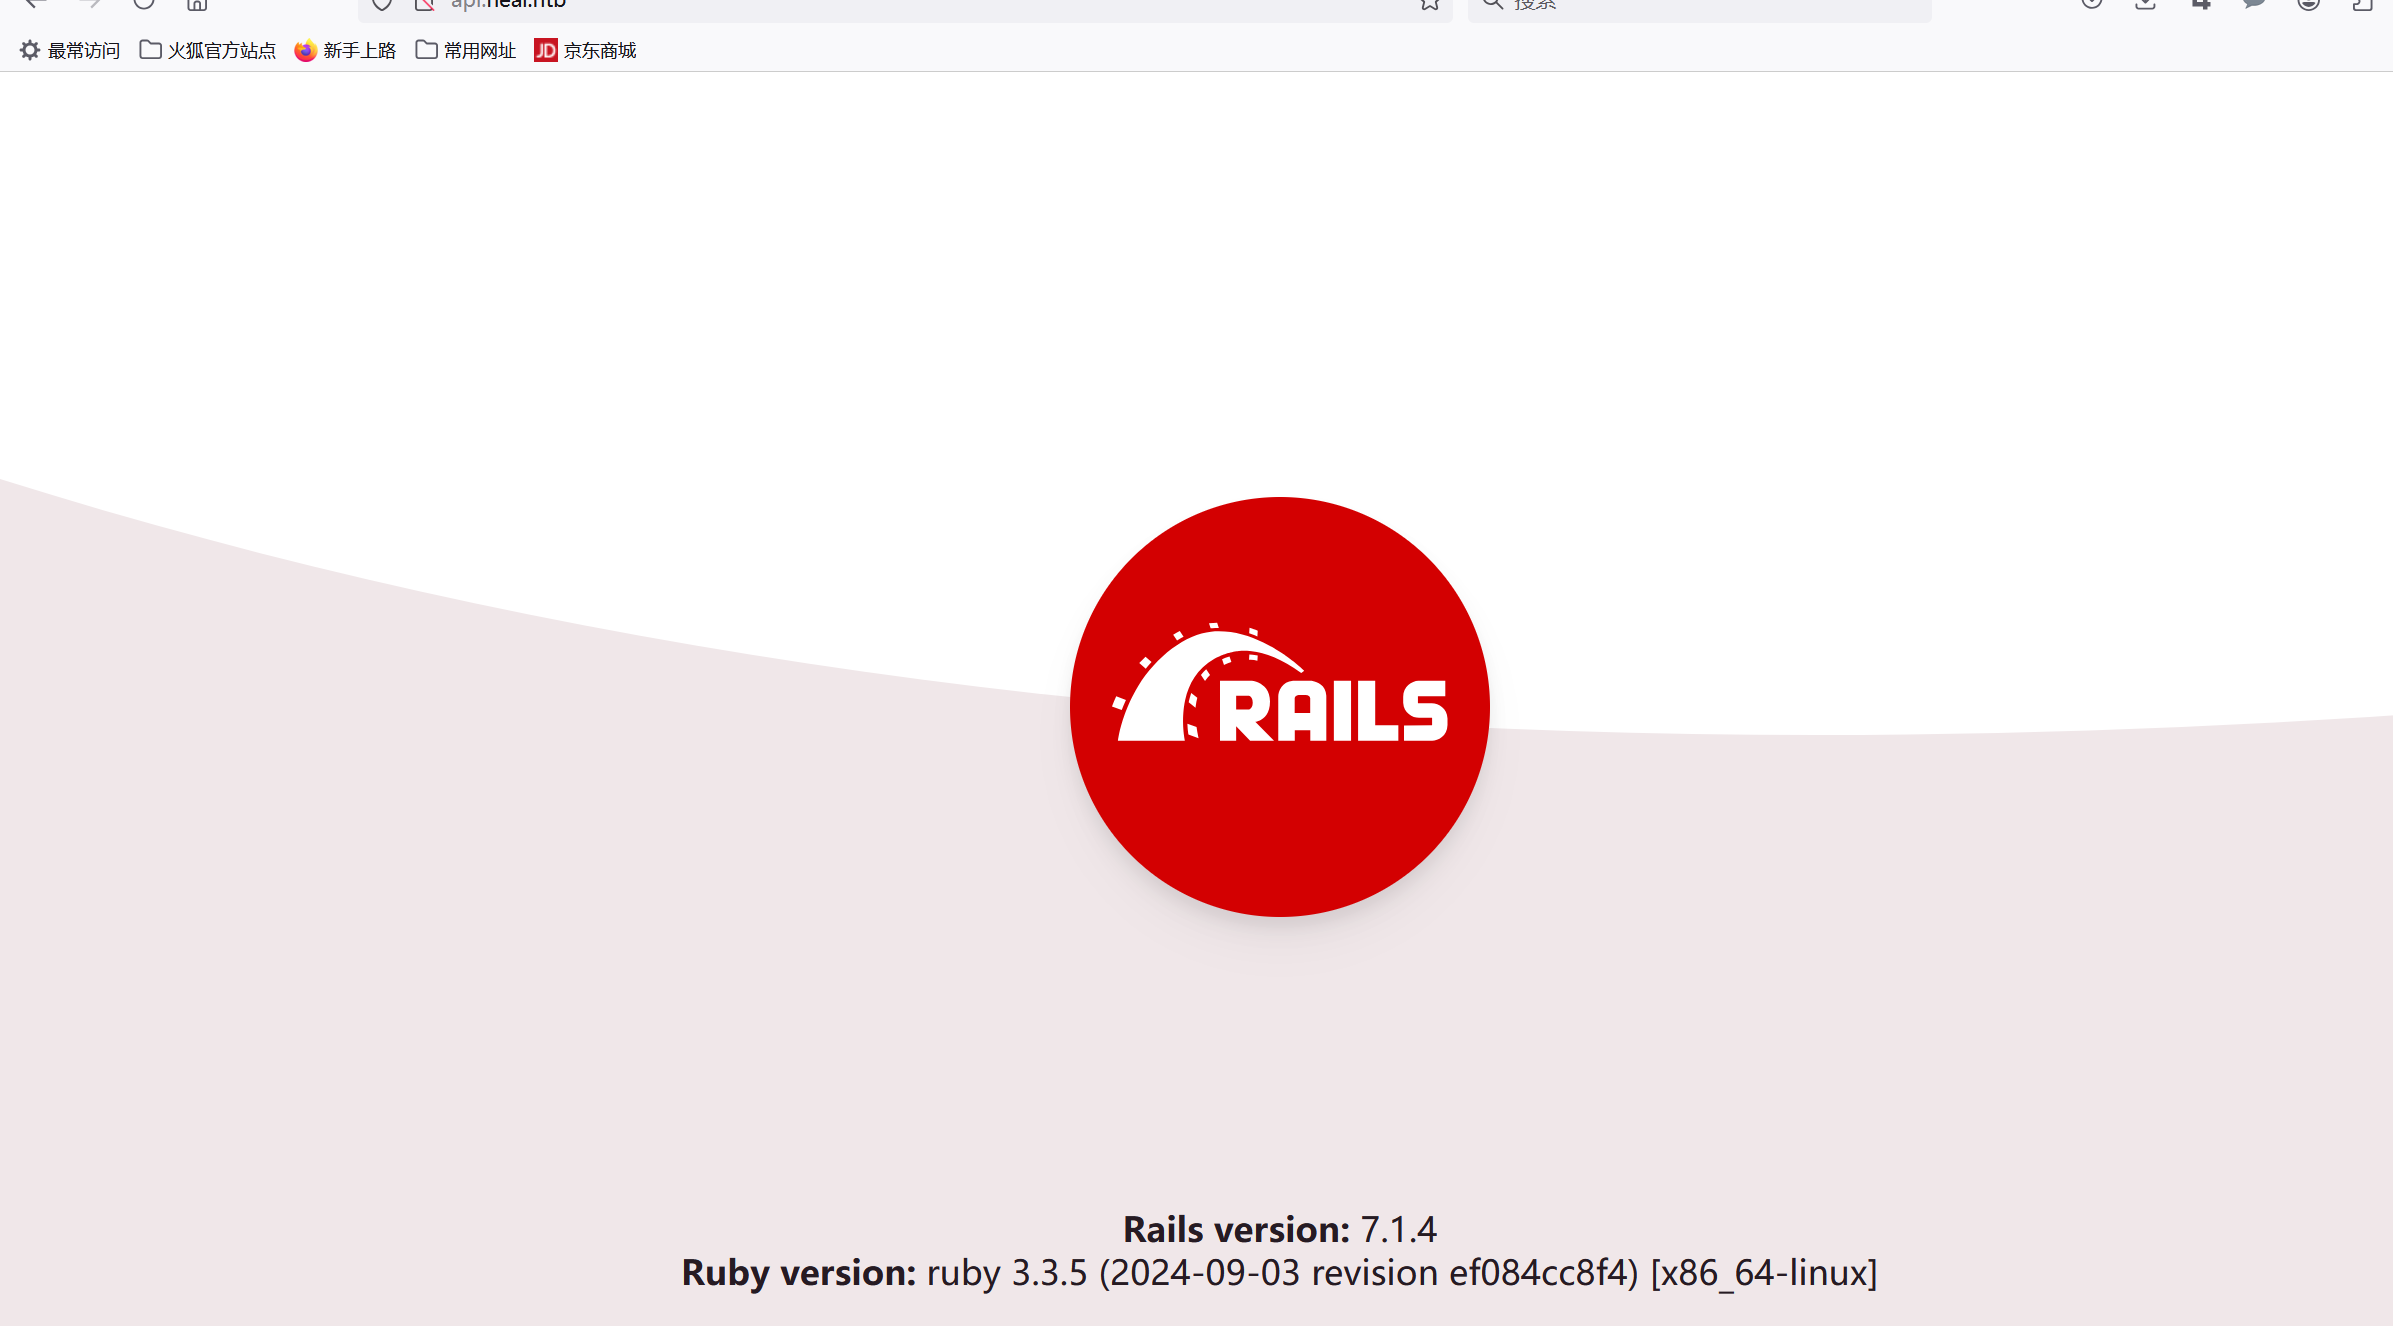 api.heal.htb
搜索
最常访问 火狐官方站点 新手上路 常用网址 JD 京东商城
RAILS
Rails version: 7.1.4
Ruby version: ruby 3.3.5 (2024-09-03 revision ef084cc8f4) [x86_64-linux]